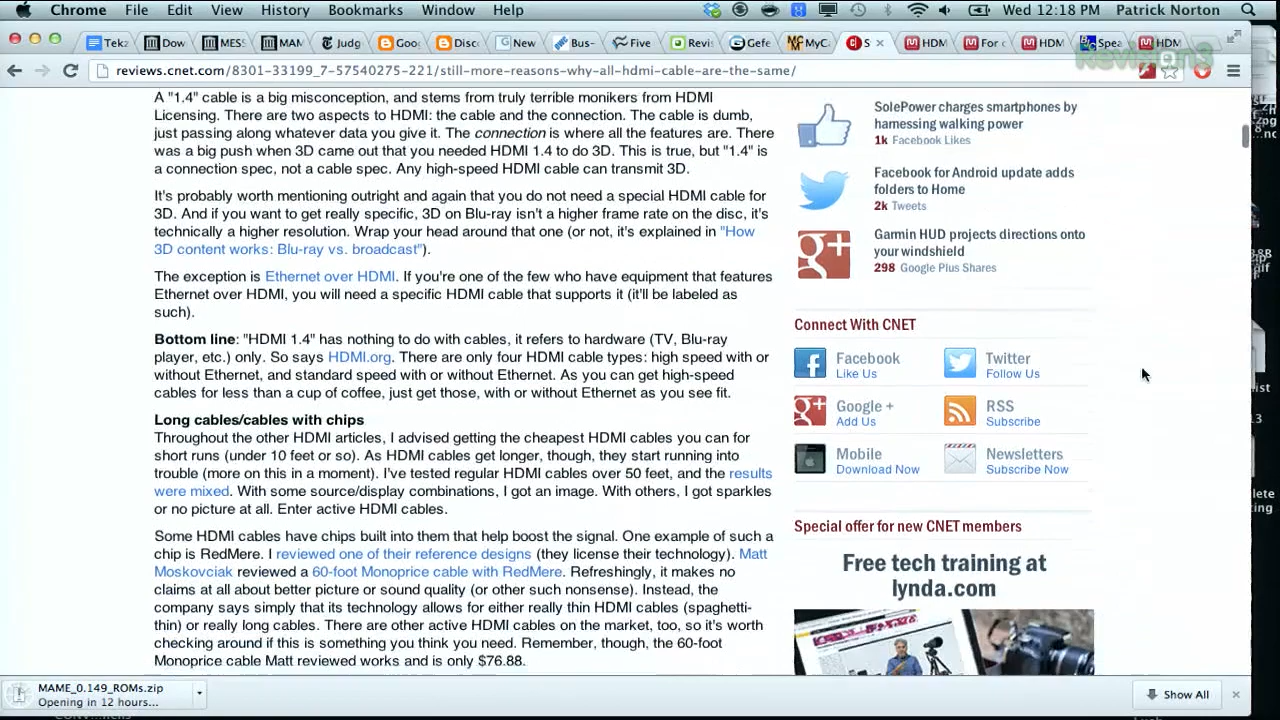 Chrome File Edit View History Bookmarks Window Help Wed 12:18 PM Patrick Norton
Tekz Dow MESS MAM Judg Goo Disc New Bus- Five Revis Gefe MyC S HDM For HDM Spea HDM
Revision3
reviews.cnet.com/8301-33199_7-57540275-221/still-more-reasons-why-all-hdmi-cable-are-the-same/
A "1.4" cable is a big misconception, and stems from truly terrible monikers from HDMI
Licensing. There are two aspects to HDMI: the cable and the connection. The cable is dumb,
just passing along whatever data you give it. The connection is where all the features are. There
was a big push when 3D came out that you needed HDMI 1.4 to do 3D. This is true, but "1.4" is
a connection spec, not a cable spec. Any high-speed HDMI cable can transmit 3D.
It's probably worth mentioning outright and again that you do not need a special HDMI cable for
3D. And if you want to get really specific, 3D on Blu-ray isn't a higher frame rate on the disc, it's
technically a higher resolution. Wrap your head around that one (or not, it's explained in "How
3D content works: Blu-ray vs. broadcast").
The exception is Ethernet over HDMI. If you're one of the few who have equipment that features
Ethernet over HDMI, you will need a specific HDMI cable that supports it (it'll be labeled as
such).
Bottom line: "HDMI 1.4" has nothing to do with cables, it refers to hardware (TV, Blu-ray
player, etc.) only. So says HDMI.org. There are only four HDMI cable types: high speed with or
without Ethernet, and standard speed with or without Ethernet. As you can get high-speed
cables for less than a cup of coffee, just get those, with or without Ethernet as you see fit.
Long cables/cables with chips
Throughout the other HDMI articles, I advised getting the cheapest HDMI cables you can for
short runs (under 10 feet or so). As HDMI cables get longer, though, they start running into
trouble (more on this in a moment). I've tested regular HDMI cables over 50 feet, and the results
were mixed. With some source/display combinations, I got an image. With others, I got sparkles
or no picture at all. Enter active HDMI cables.
Some HDMI cables have chips built into them that help boost the signal. One example of such a
chip is RedMere. I reviewed one of their reference designs (they license their technology). Matt
Moskovciak reviewed a 60-foot Monoprice cable with RedMere. Refreshingly, it makes no
claims at all about better picture or sound quality (or other such nonsense). Instead, the
company says simply that its technology allows for either really thin HDMI cables (spaghetti-
thin) or really long cables. There are other active HDMI cables on the market, too, so it's worth
checking around if this is something you think you need. Remember, though, the 60-foot
Monoprice cable Matt reviewed works and is only $76.88.
SolePower charges smartphones by
harnessing walking power
1k Facebook Likes
Facebook for Android update adds
folders to Home
2k Tweets
Garmin HUD projects directions onto
your windshield
298 Google Plus Shares
Connect With CNET
Facebook
Like Us
Twitter
Follow Us
Google +
Add Us
RSS
Subscribe
Mobile
Download Now
Newsletters
Subscribe Now
Special offer for new CNET members
Free tech training at
lynda.com
MAME_0.149_ROMs.zip
Opening in 12 hours...
Show All